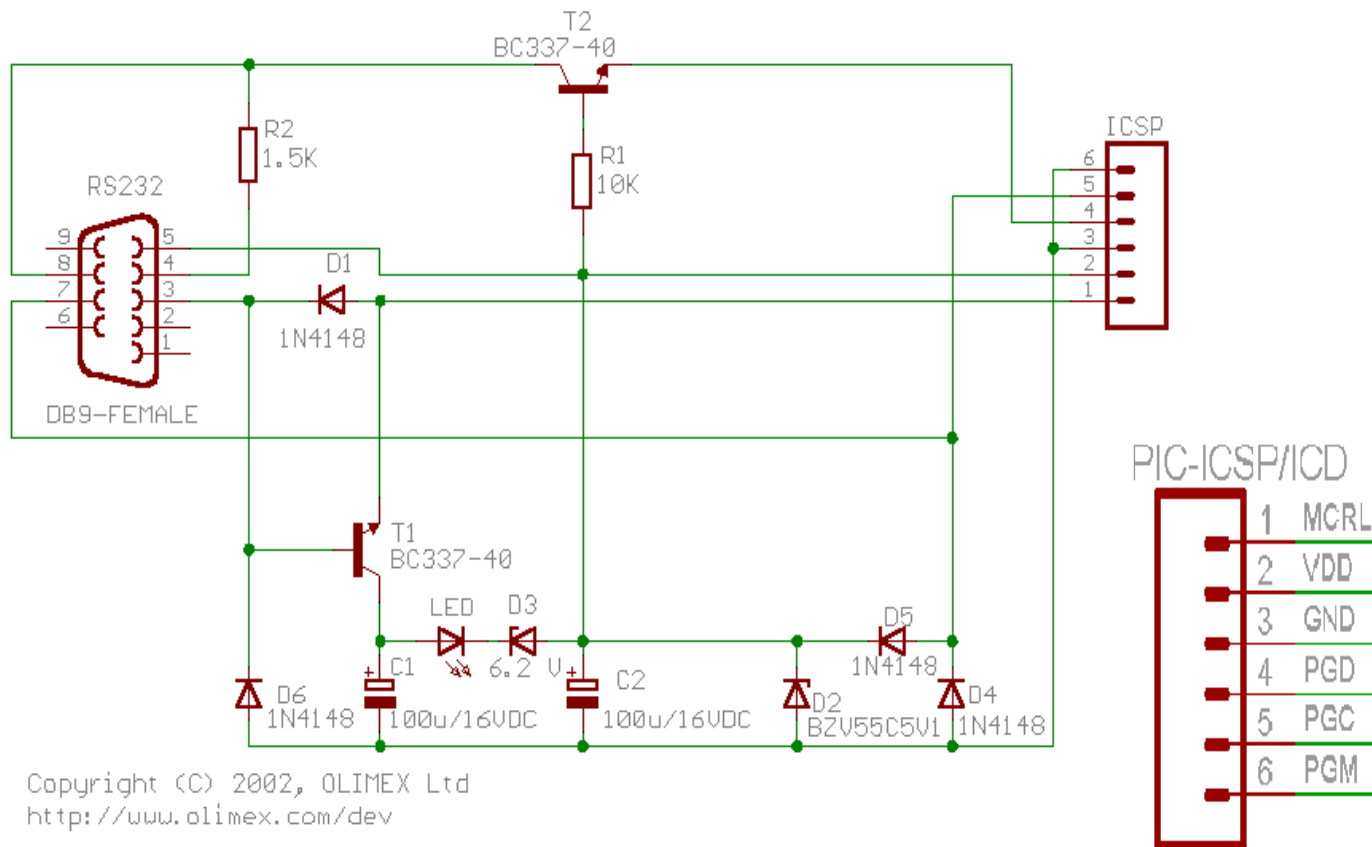 T2
BC337-40
R2
1.5K
R1
10K
ICSP
6
5
4
3
2
1
RS232
9
8
7
6
5
4
3
2
1
D1
1N4148
DB9-FEMALE
PIC-ICSP/ICD
1 MCRL
2 VDD
3 GND
4 PGD
5 PGC
6 PGM
T1
BC337-40
LED
D3
6.2 V
D5
1N4148
+
C1
100u/16VDC
+
C2
100u/16VDC
D6
1N4148
D2
BZV55C5V1
D4
1N4148
Copyright (C) 2002, OLIMEX Ltd
http://www.olimex.com/dev